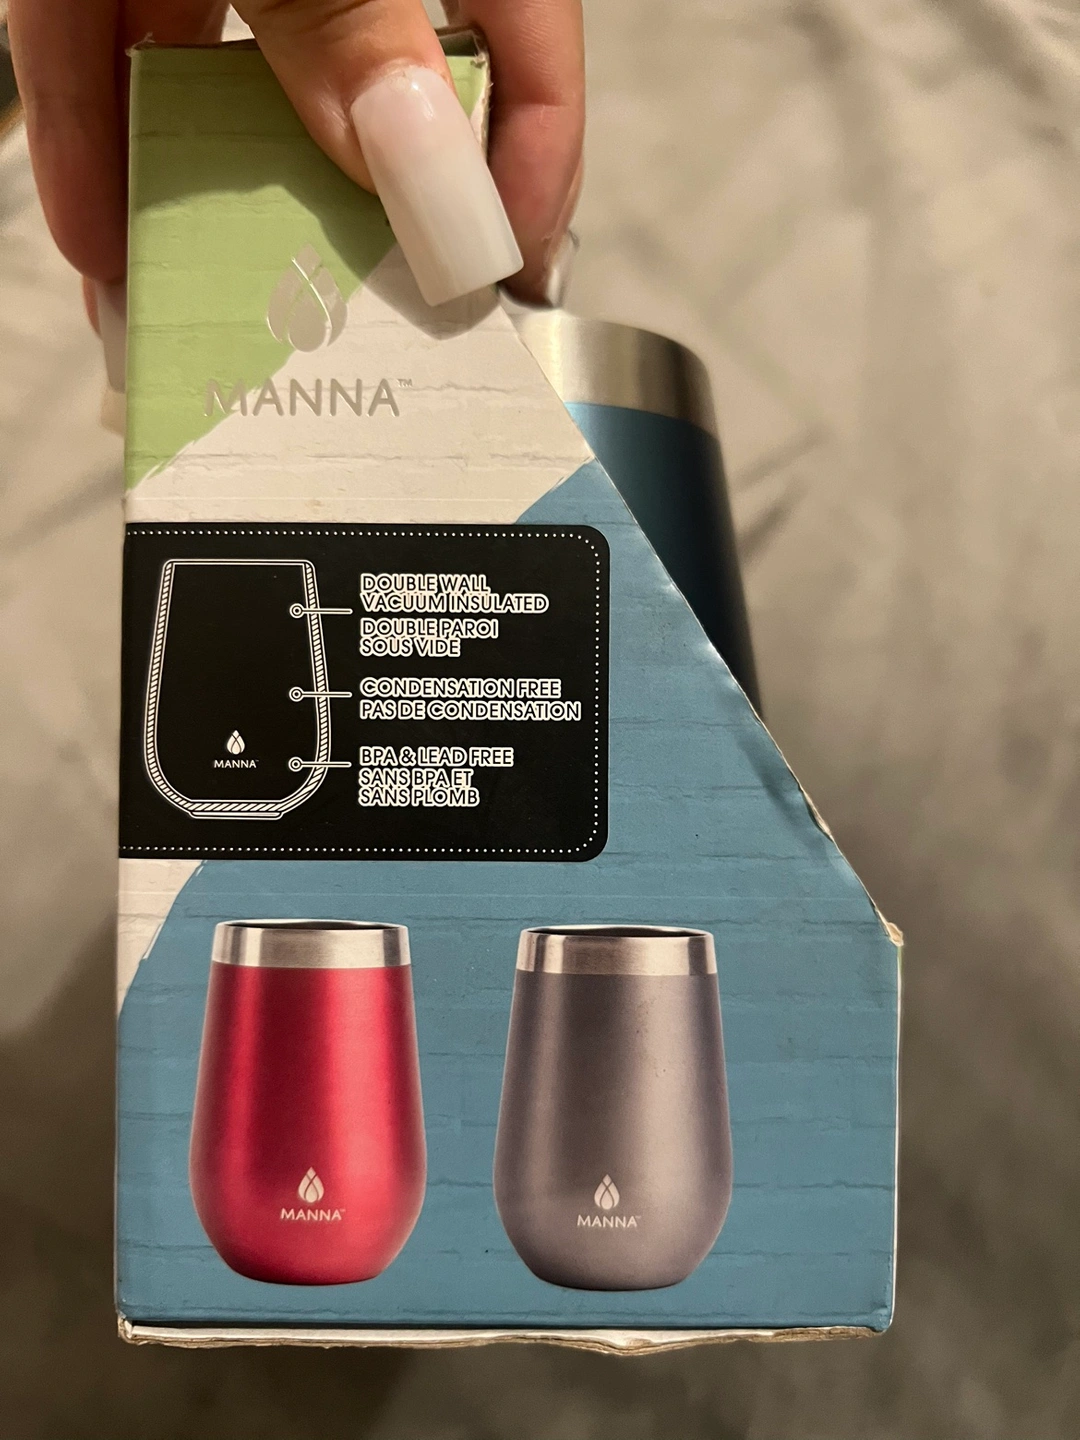 MANNA™
DOUBLE WALL
VACUUM INSULATED
DOUBLE PAROI
SOUS VIDE
CONDENSATION FREE
PAS DE CONDENSATION
MANNA
BPA & LEAD FREE
SANS BPA ET
SANS PLOMB
MANNA™
MANNA™